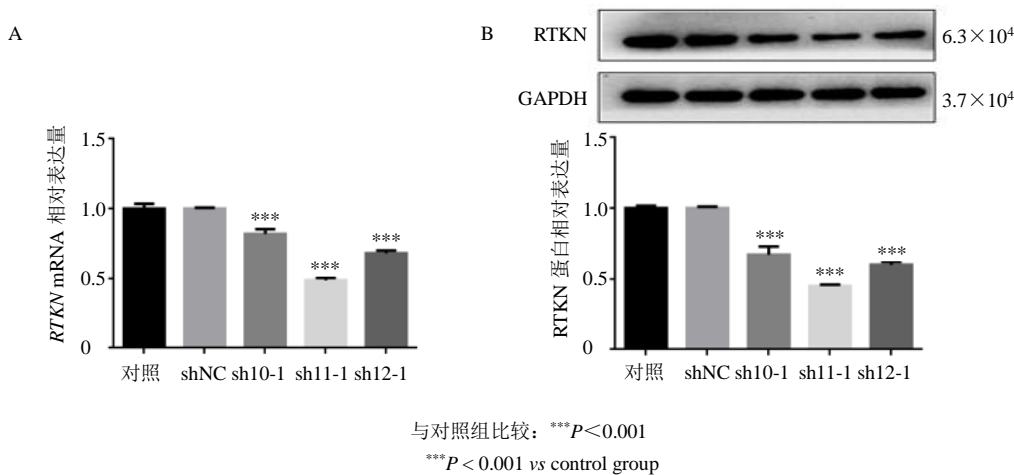 A
RTKN mRNA 相对表达量
1.5
1.0
0.5
0
***
***
***
对照 shNC sh10-1 sh11-1 sh12-1
B
RTKN 6.3×10⁴
GAPDH 3.7×10⁴
RTKN 蛋白相对表达量
1.5
1.0
0.5
0
***
***
***
对照 shNC sh10-1 sh11-1 sh12-1
与对照组比较：***P＜0.001
***P < 0.001 vs control group